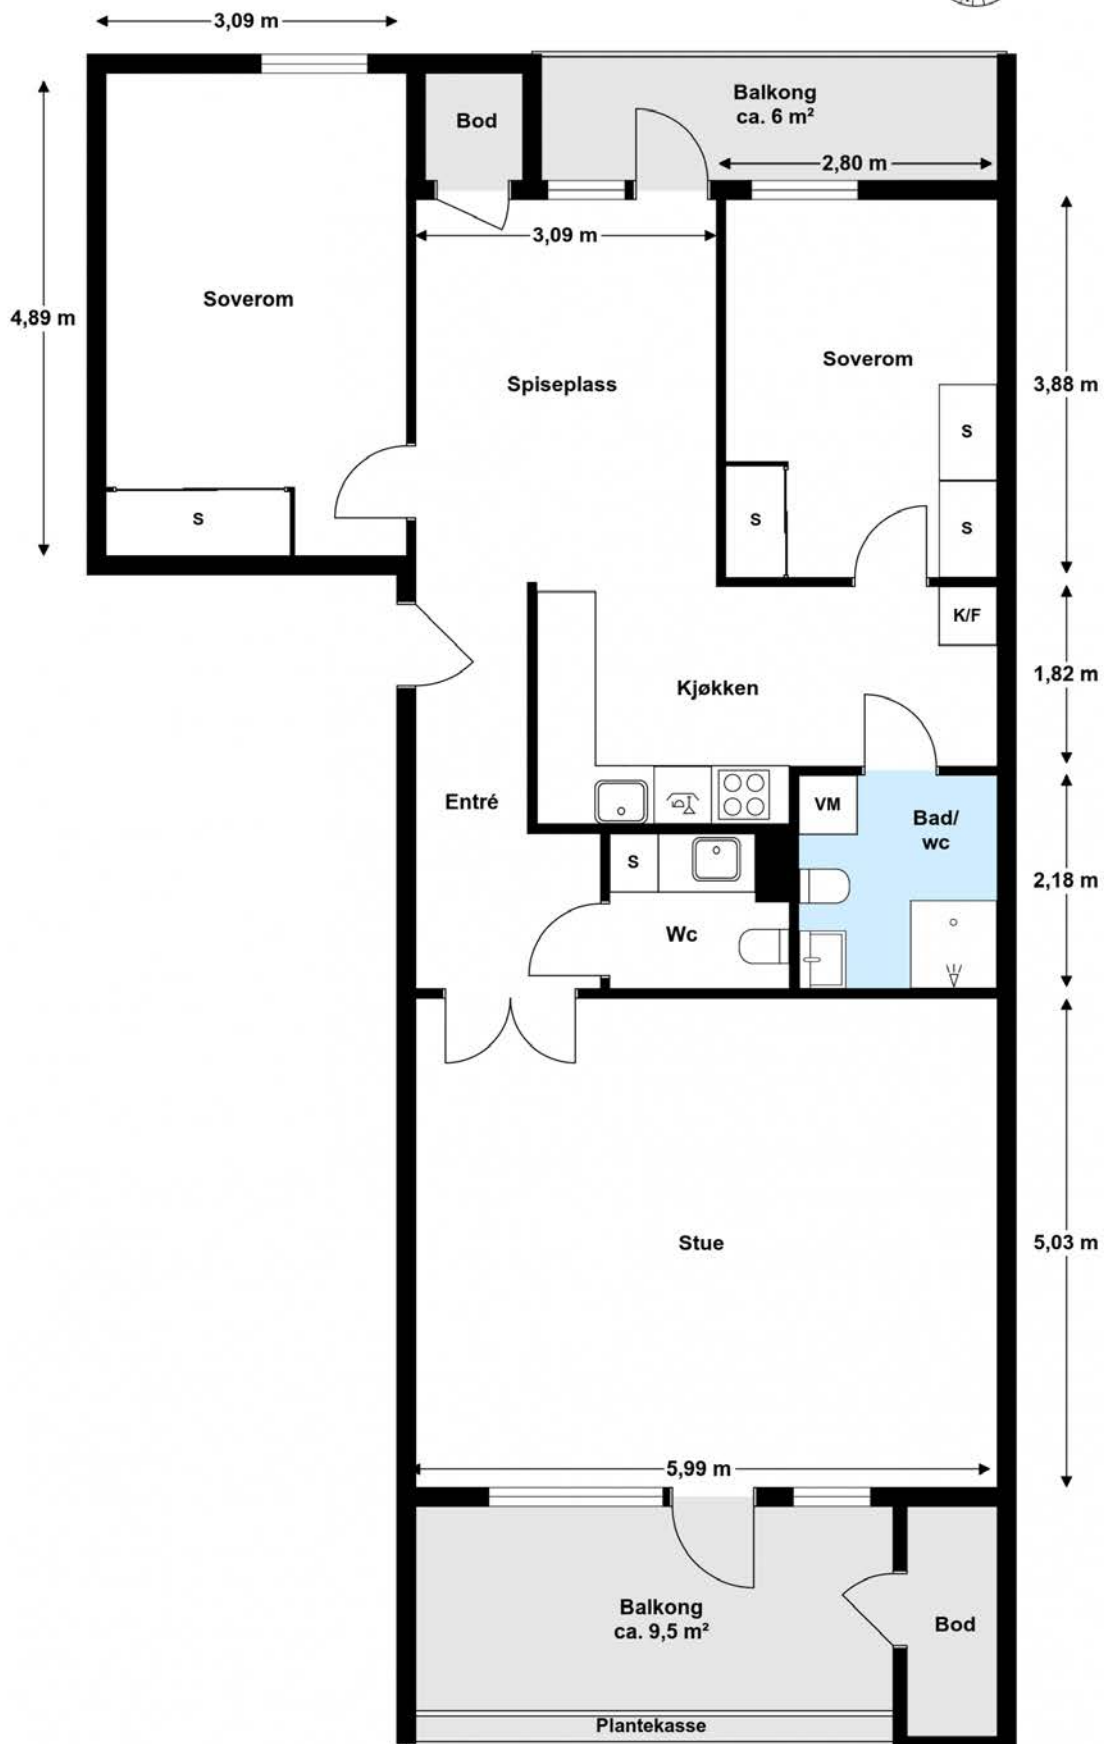 3,09 m
Bod
Balkong
ca. 6 m²
2,80 m
3,09 m
Soverom
4,89 m
Soverom
Spiseplass
3,88 m
S
S
S
S
K/F
1,82 m
Kjøkken
Entré
VM
Bad/
wc
S
2,18 m
Wc
Stue
5,03 m
5,99 m
Balkong
ca. 9,5 m²
Bod
Plantekasse